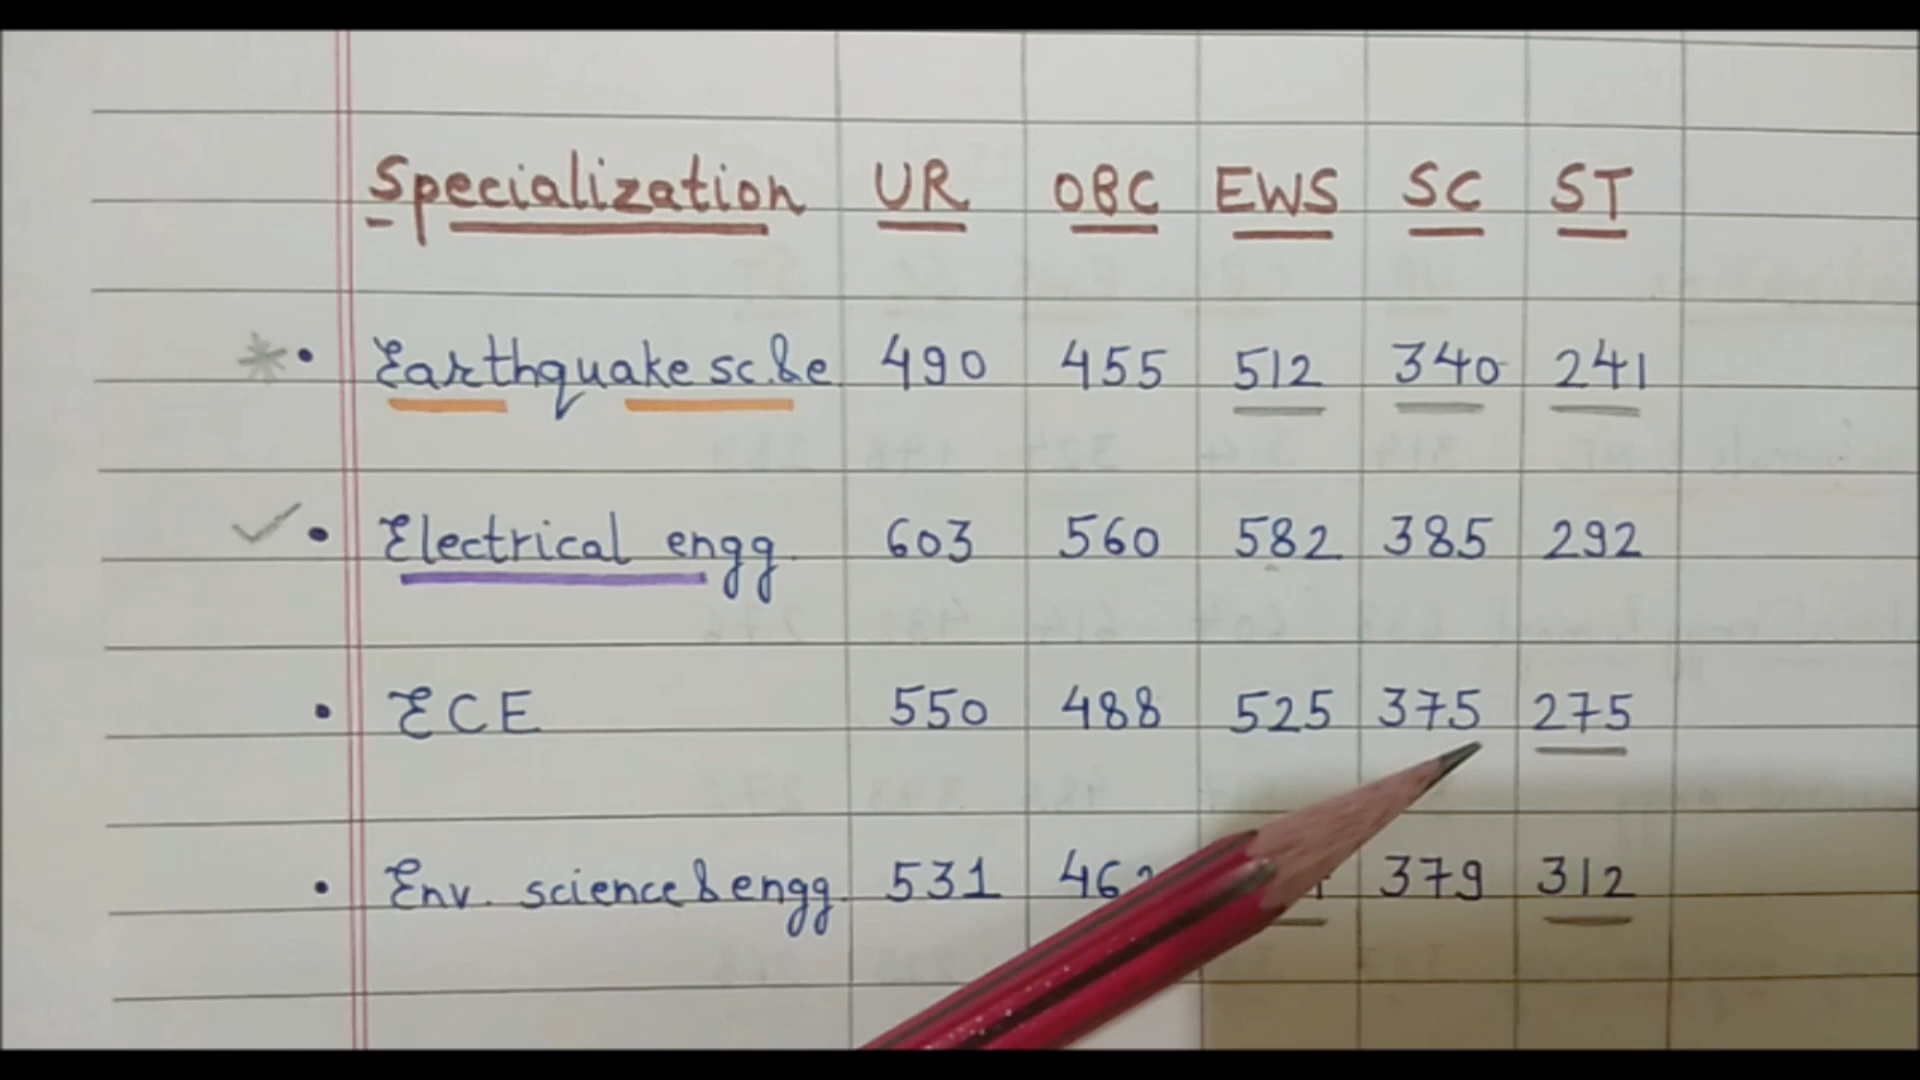 Specialization UR OBC EWS SC ST
* • Earthquake sc.&e 490 455 512 340 241
✓ • Electrical engg. 603 560 582 385 292
• ECE 550 488 525 375 275
• Env. science & engg. 531 379 312